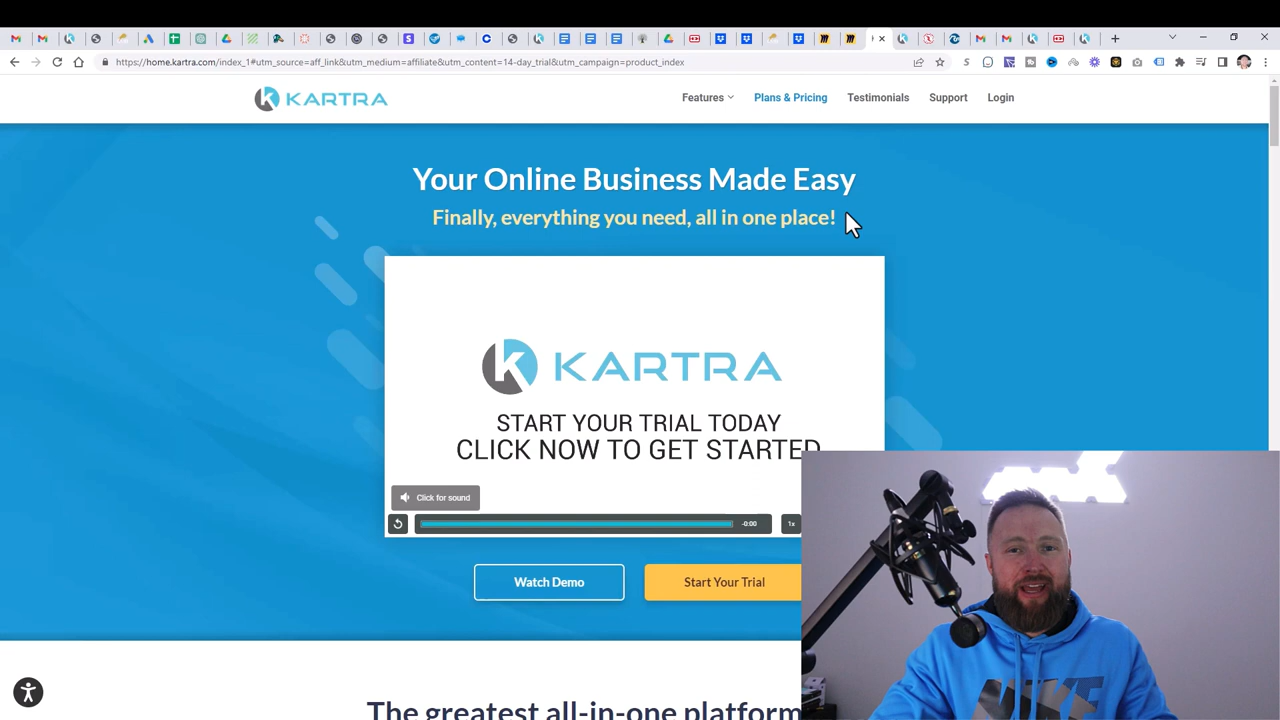 https://home.kartra.com/index_1#utm_source=aff_link&utm_medium=affiliate&utm_content=14-day_trial&utm_campaign=product_index
KARTRA
Features
Plans & Pricing
Testimonials
Support
Login
Your Online Business Made Easy
Finally, everything you need, all in one place!
KARTRA
START YOUR TRIAL TODAY
CLICK NOW TO GET STARTED
Click for sound
-0:00
1x
Watch Demo
Start Your Trial
The greatest all-in-one platform
NIKE